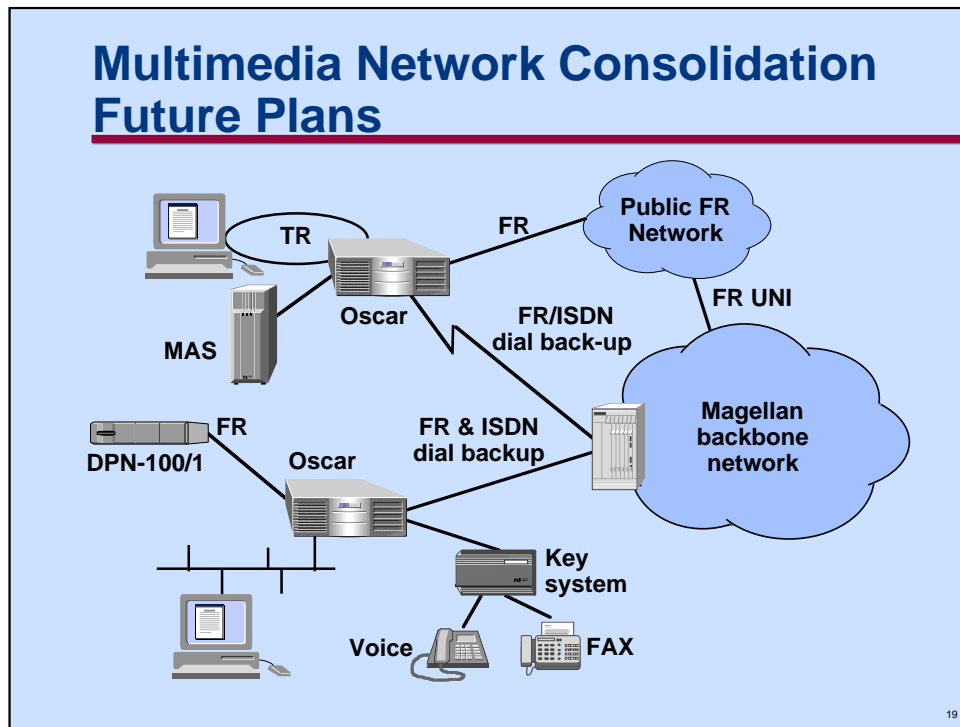 Multimedia Network Consolidation
Future Plans
TR
FR
Public FR
Network
FR UNI
Oscar
MAS
FR/ISDN
dial back-up
Magellan
backbone
network
FR
DPN-100/1
Oscar
FR & ISDN
dial backup
Key
system
Voice
FAX
19